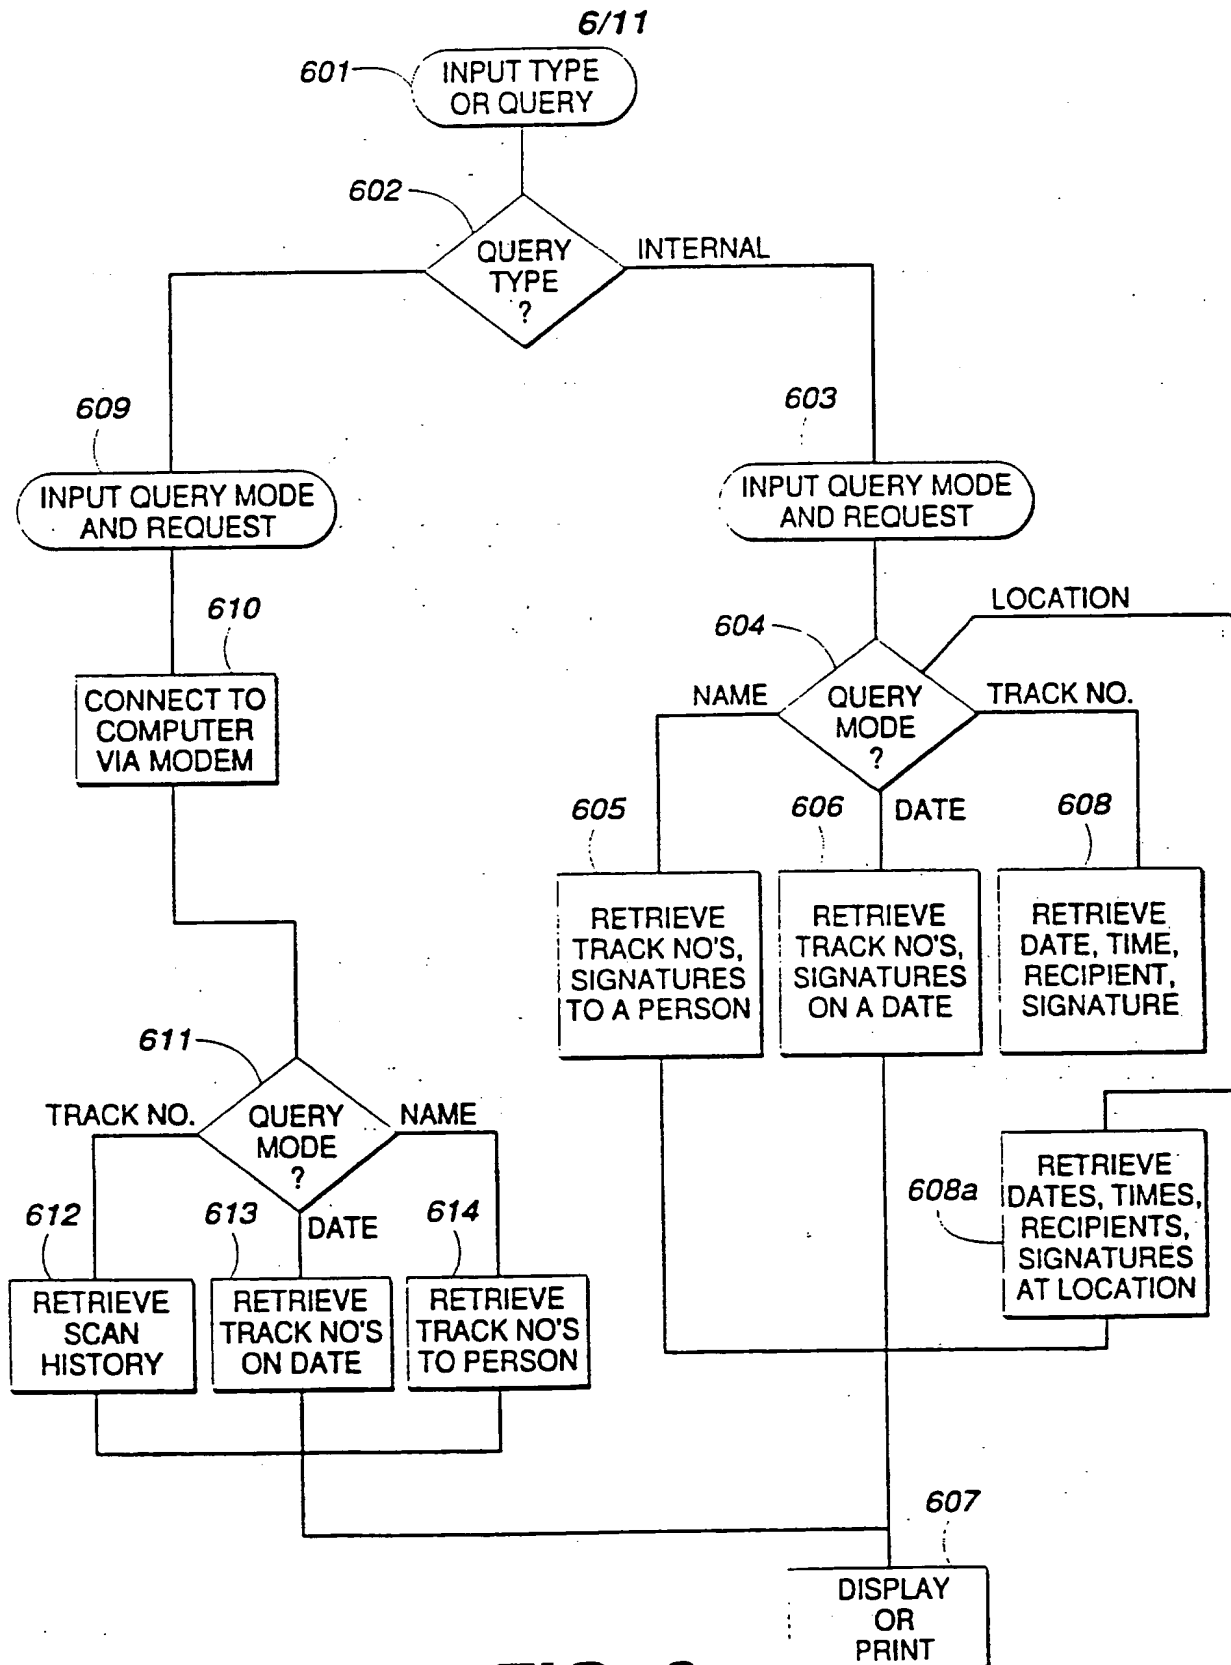 6/11
601
INPUT TYPE
OR QUERY
602
QUERY
TYPE
?
INTERNAL
609
INPUT QUERY MODE
AND REQUEST
603
INPUT QUERY MODE
AND REQUEST
610
CONNECT TO
COMPUTER
VIA MODEM
LOCATION
604
NAME
QUERY
MODE
?
TRACK NO.
DATE
605
RETRIEVE
TRACK NO'S,
SIGNATURES
TO A PERSON
606
RETRIEVE
TRACK NO'S,
SIGNATURES
ON A DATE
608
RETRIEVE
DATE, TIME,
RECIPIENT,
SIGNATURE
611
TRACK NO.
QUERY
MODE
?
NAME
DATE
608a
RETRIEVE
DATES, TIMES,
RECIPIENTS,
SIGNATURES
AT LOCATION
612
RETRIEVE
SCAN
HISTORY
613
RETRIEVE
TRACK NO'S
ON DATE
614
RETRIEVE
TRACK NO'S
TO PERSON
607
DISPLAY
OR
PRINT